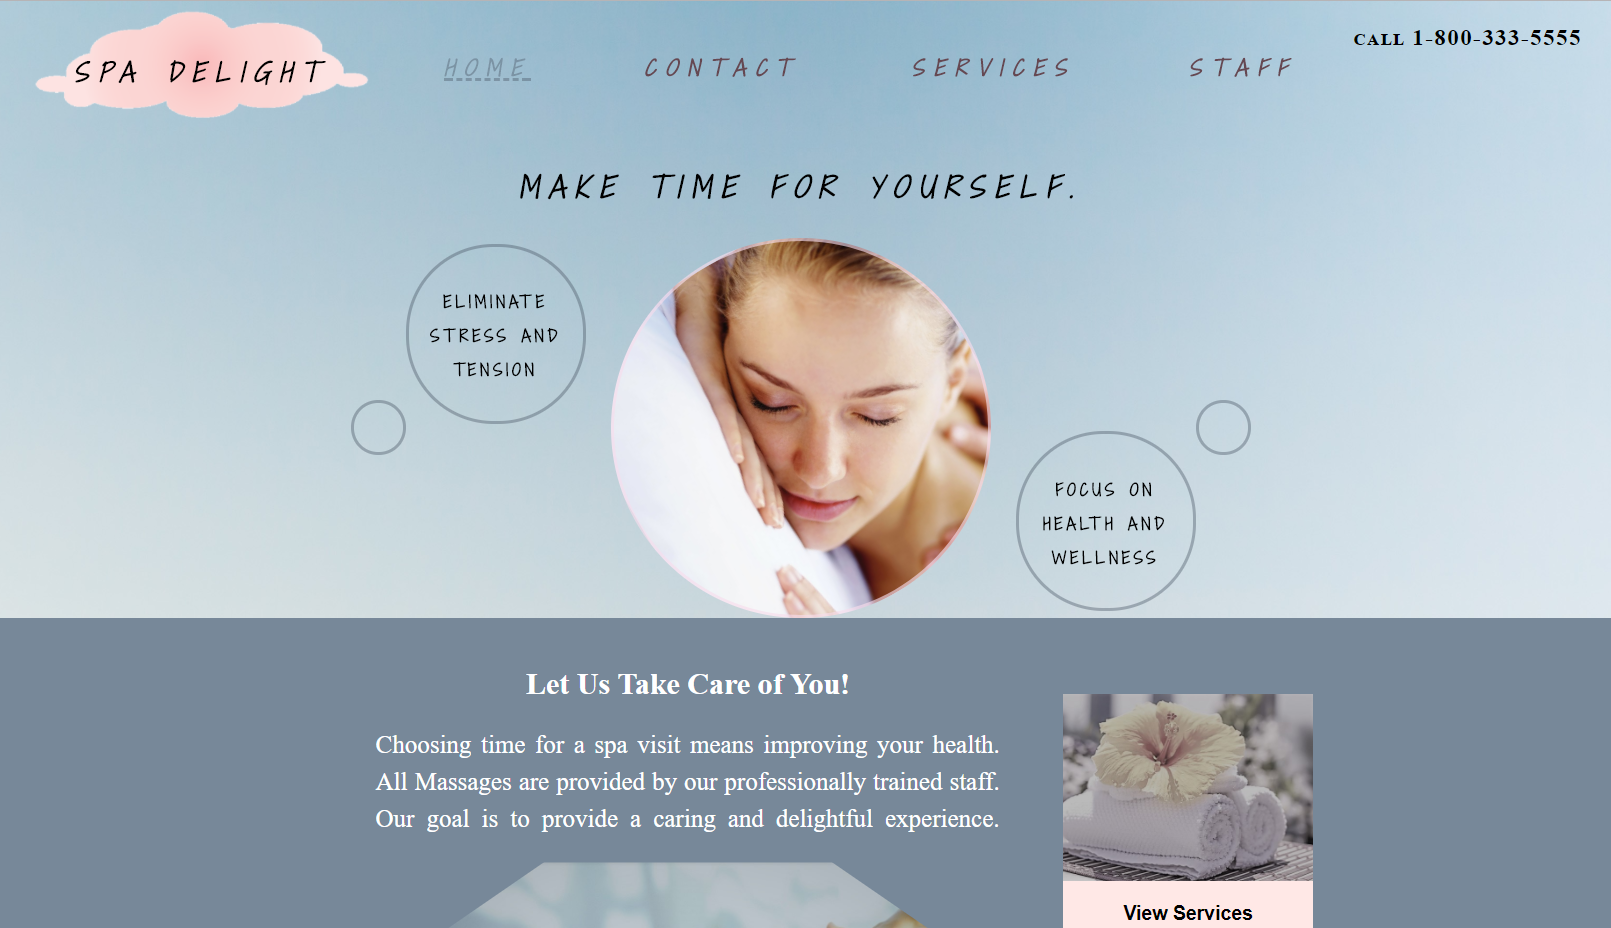 SPA DELIGHT
HOME
CONTACT
SERVICES
STAFF
CALL 1-800-333-5555
MAKE TIME FOR YOURSELF.
ELIMINATE
STRESS AND
TENSION
FOCUS ON
HEALTH AND
WELLNESS
Let Us Take Care of You!
Choosing time for a spa visit means improving your health.
All Massages are provided by our professionally trained staff.
Our goal is to provide a caring and delightful experience.
View Services